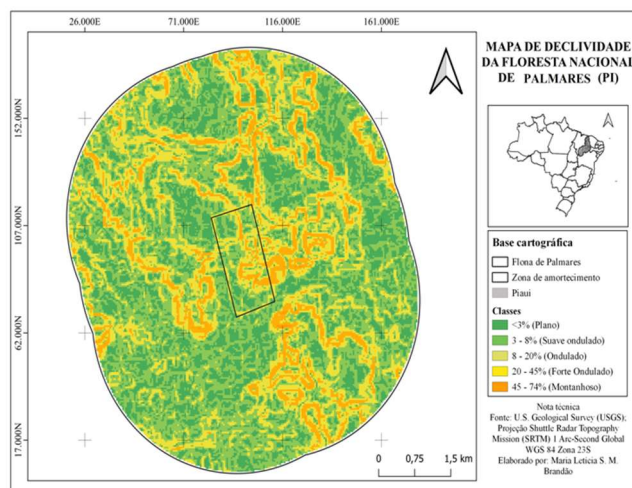 26.000E 71.000E 116.000E 161.000E
152.000N
107.000N
62.000N
17.000N
0 0,75 1,5 km
MAPA DE DECLIVIDADE
DA FLORESTA NACIONAL
DE PALMARES (PI)
Base cartográfica
Flona de Palmares
Zona de amortecimento
Piauí
Classes
<3% (Plano)
3 - 8% (Suave ondulado)
8 - 20% (Ondulado)
20 - 45% (Forte Ondulado)
45 - 74% (Montanhoso)
Nota técnica
Fonte: U.S. Geological Survey (USGS);
Projeção Shuttle Radar Topography
Mission (SRTM) 1 Arc-Second Global
WGS 84 Zona 23S
Elaborado por: Maria Letícia S. M.
Brandão